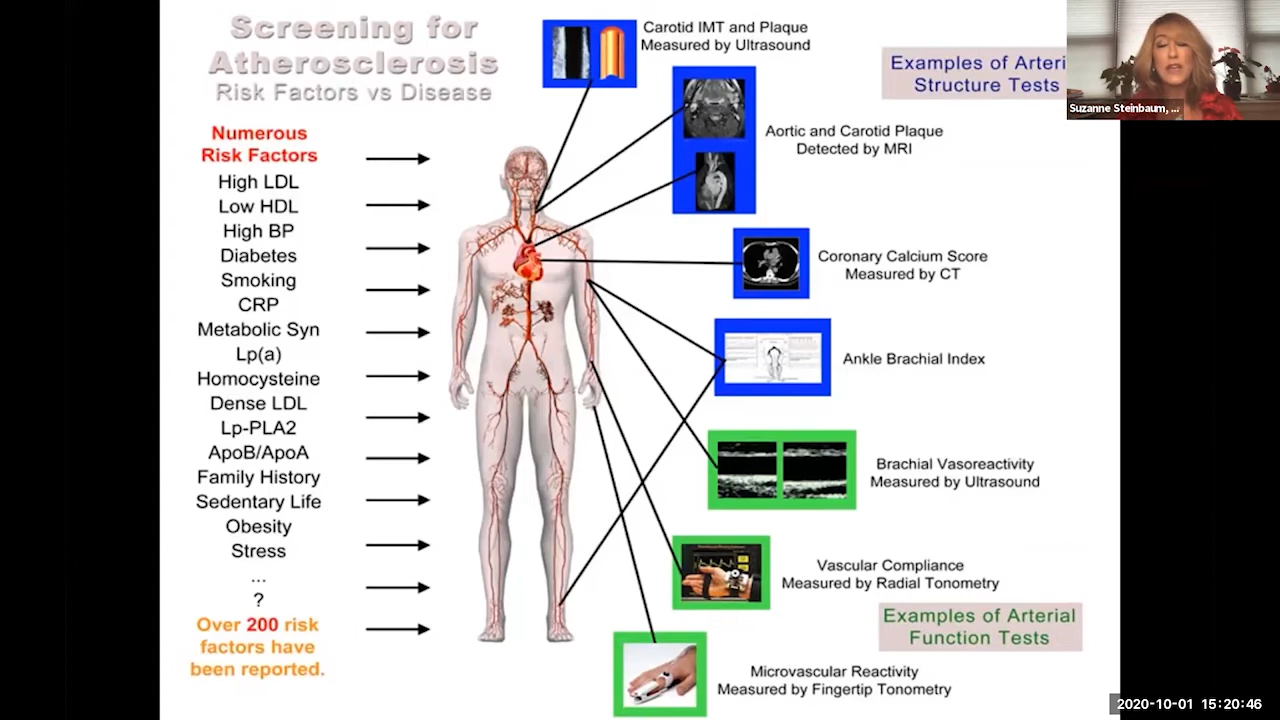 Screening for
Atherosclerosis
Risk Factors vs Disease
Numerous
Risk Factors
High LDL
Low HDL
High BP
Diabetes
Smoking
CRP
Metabolic Syn
Lp(a)
Homocysteine
Dense LDL
Lp-PLA2
ApoB/ApoA
Family History
Sedentary Life
Obesity
Stress
...
?
Over 200 risk
factors have
been reported.
Carotid IMT and Plaque
Measured by Ultrasound
Examples of Arteri
Structure Tests
Aortic and Carotid Plaque
Detected by MRI
Coronary Calcium Score
Measured by CT
Ankle Brachial Index
Brachial Vasoreactivity
Measured by Ultrasound
Vascular Compliance
Measured by Radial Tonometry
Examples of Arterial
Function Tests
Microvascular Reactivity
Measured by Fingertip Tonometry
Suzanne Steinbaum, ...
2020-10-01 15:20:46